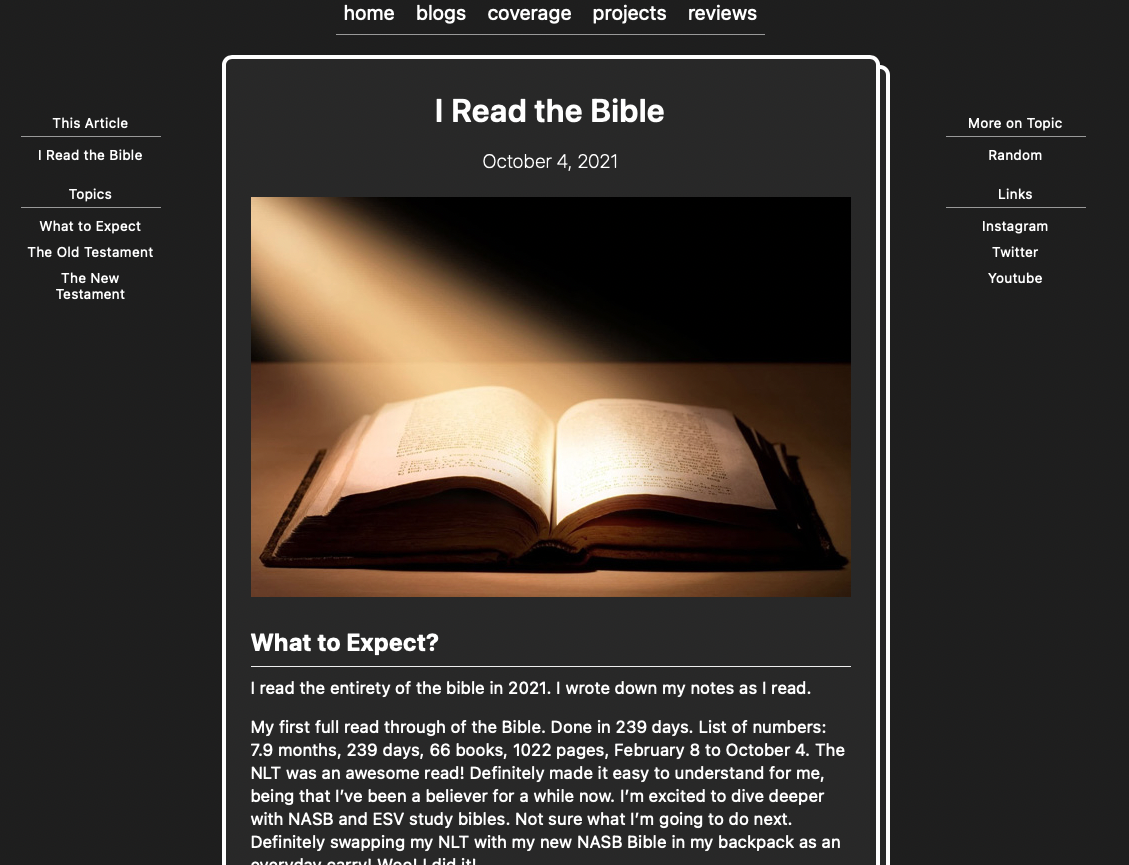 home blogs coverage projects reviews
This Article
I Read the Bible
Topics
What to Expect
The Old Testament
The New
Testament
I Read the Bible
October 4, 2021
What to Expect?
I read the entirety of the bible in 2021. I wrote down my notes as I read.
My first full read through of the Bible. Done in 239 days. List of numbers:
7.9 months, 239 days, 66 books, 1022 pages, February 8 to October 4. The
NLT was an awesome read! Definitely made it easy to understand for me,
being that I’ve been a believer for a while now. I’m excited to dive deeper
with NASB and ESV study bibles. Not sure what I’m going to do next.
Definitely swapping my NLT with my new NASB Bible in my backpack as an
everyday carry! Woo! I did it!
More on Topic
Random
Links
Instagram
Twitter
Youtube